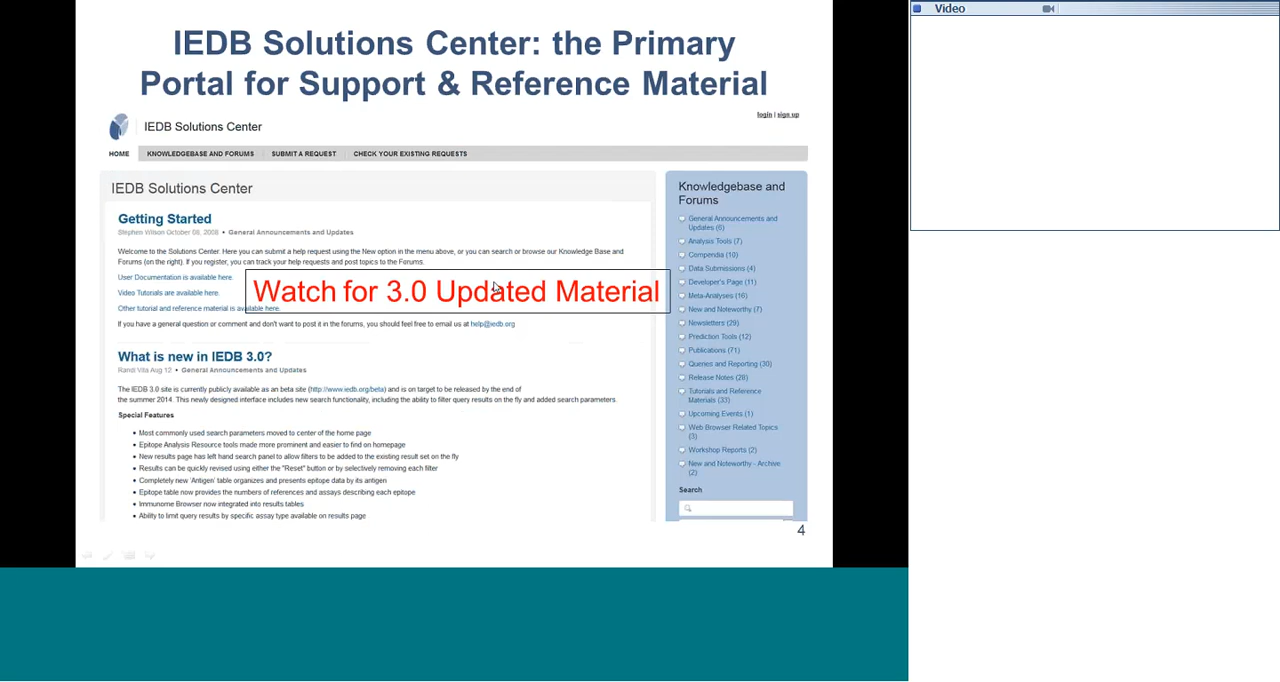 Video
IEDB Solutions Center: the Primary
Portal for Support & Reference Material
login | sign up
IEDB Solutions Center
HOME KNOWLEDGEBASE AND FORUMS SUBMIT A REQUEST CHECK YOUR EXISTING REQUESTS
IEDB Solutions Center
Getting Started
Stephen Wilson October 08, 2008 • General Announcements and Updates
Welcome to the Solutions Center. Here you can submit a help request using the New option in the menu above, or you can search or browse our Knowledge Base and
Forums (on the right). If you register, you can track your help requests and post topics to the Forums.
User Documentation is available here.
Video Tutorials are available here.
Watch for 3.0 Updated Material
Other tutorial and reference material is available here.
If you have a general question or comment and don't want to post it in the forums, you should feel free to email us at help@iedb.org
What is new in IEDB 3.0?
Randi Vita Aug 12 • General Announcements and Updates
The IEDB 3.0 site is currently publicly available as an beta site (http://www.iedb.org/beta) and is on target to be released by the end of
the summer 2014. This newly designed interface includes new search functionality, including the ability to filter query results on the fly and added search parameters.
Special Features
• Most commonly used search parameters moved to center of the home page
• Epitope Analysis Resource tools made more prominent and easier to find on homepage
• New results page has left hand search panel to allow filters to be added to the existing result set on the fly
• Results can be quickly revised using either the "Reset" button or by selectively removing each filter
• Completely new 'Antigen' table organizes and presents epitope data by its antigen
• Epitope table now provides the numbers of references and assays describing each epitope
• Immunome Browser now integrated into results tables
• Ability to limit query results by specific assay type available on results page
Knowledgebase and
Forums
General Announcements and
Updates (6)
Analysis Tools (7)
Compendia (10)
Data Submissions (4)
Developer's Page (11)
Meta-Analyses (16)
New and Noteworthy (7)
Newsletters (29)
Prediction Tools (12)
Publications (71)
Queries and Reporting (30)
Release Notes (28)
Tutorials and Reference
Materials (33)
Upcoming Events (1)
Web Browser Related Topics
(3)
Workshop Reports (2)
New and Noteworthy - Archive
(2)
Search
4